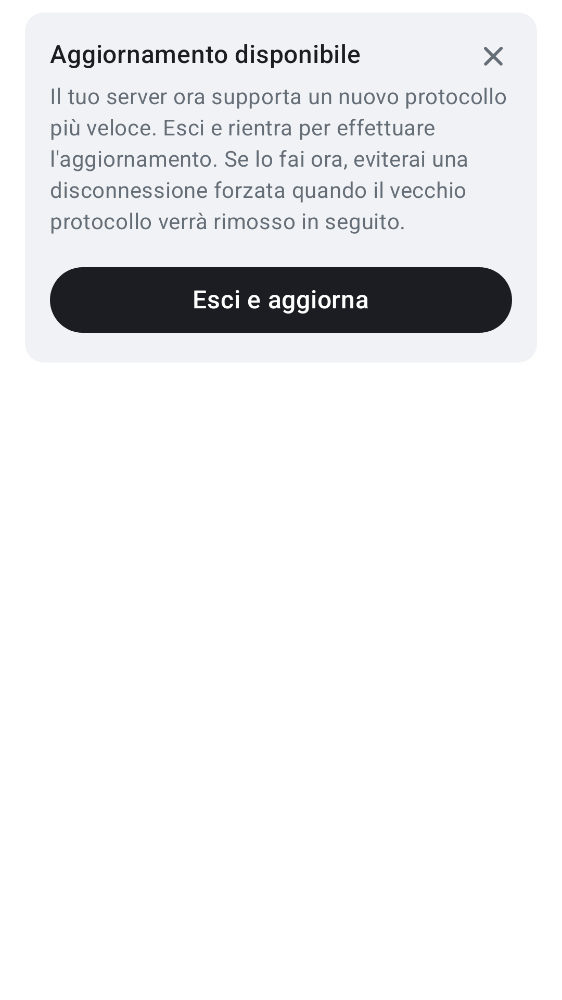 Aggiornamento disponibile
Il tuo server ora supporta un nuovo protocollo
più veloce. Esci e rientra per effettuare
l'aggiornamento. Se lo fai ora, eviterai una
disconnessione forzata quando il vecchio
protocollo verrà rimosso in seguito.
Esci e aggiorna